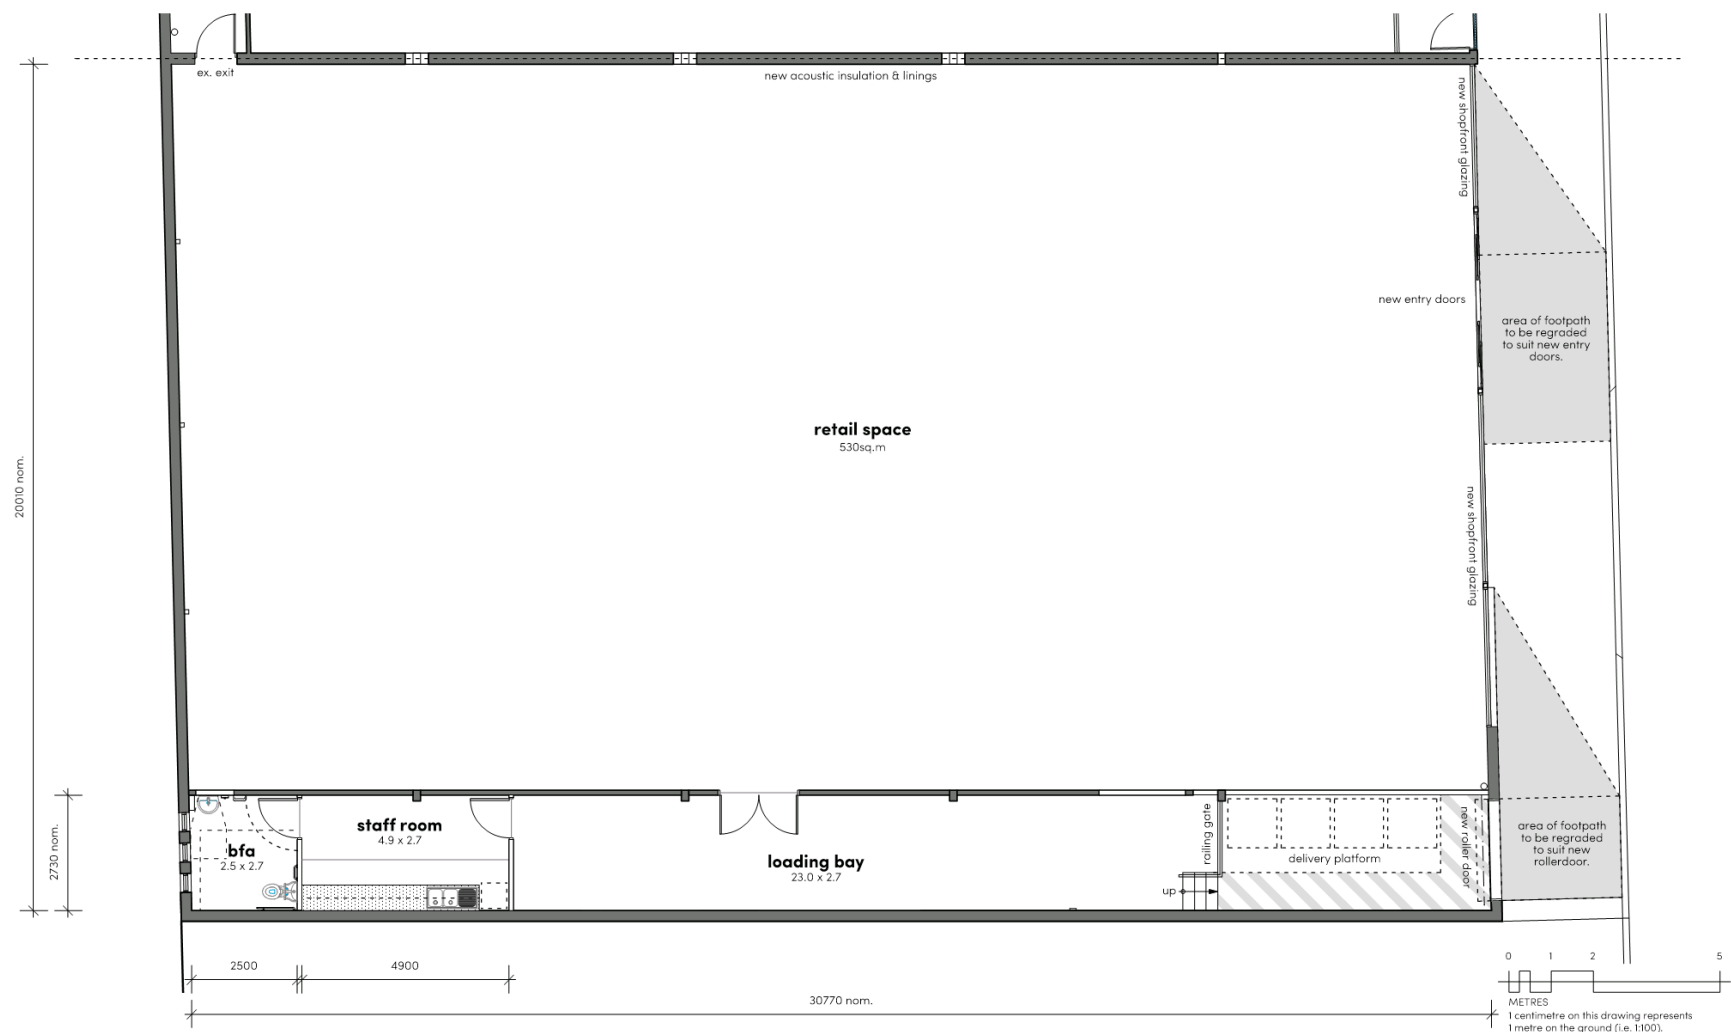 ex. exit
new acoustic insulation & linings
new shopfront glazing
new entry doors
area of footpath
to be regraded
to suit new entry
doors.
retail space
530sq.m
20010 nom.
new shopfront glazing
staff room
4.9 x 2.7
bfa
2.5 x 2.7
2730 nom.
loading bay
23.0 x 2.7
railing gate
up
delivery platform
new roller door
area of footpath
to be regraded
to suit new
rollerdoor.
2500
4900
30770 nom.
0 1 2 5
METRES
1 centimetre on this drawing represents
1 metre on the ground (i.e. 1:100).